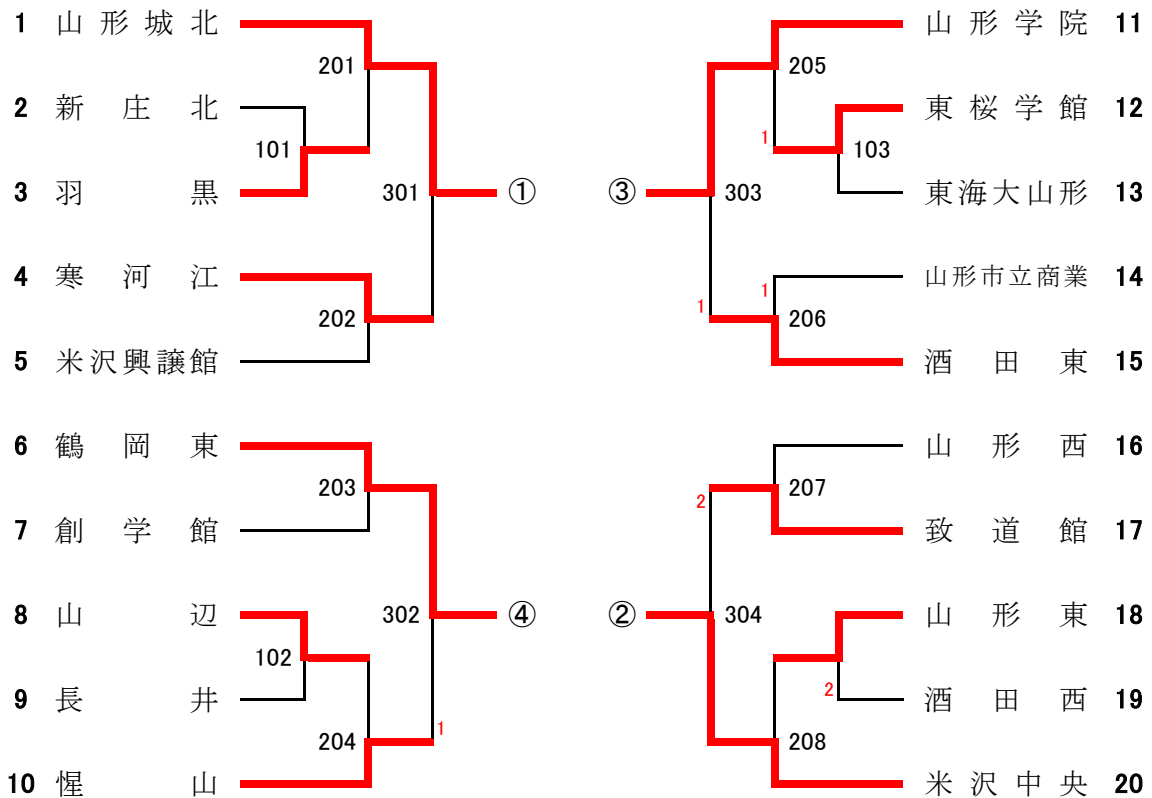 1 山形城北
201
2 新庄北
101
3 羽黒
301 ①
4 寒河江
202
5 米沢興譲館
6 鶴岡東
203
7 創学館
8 山辺
302 ④
102
9 長井
1
204
10 惺山
山形学院 11
205
東桜学館 12
1 103
③ 303
東海大山形 13
山形市立商業 14
1
1 206
酒田東 15
山形西 16
2 207
致道館 17
② 304
山形東 18
2
酒田西 19
208
米沢中央 20